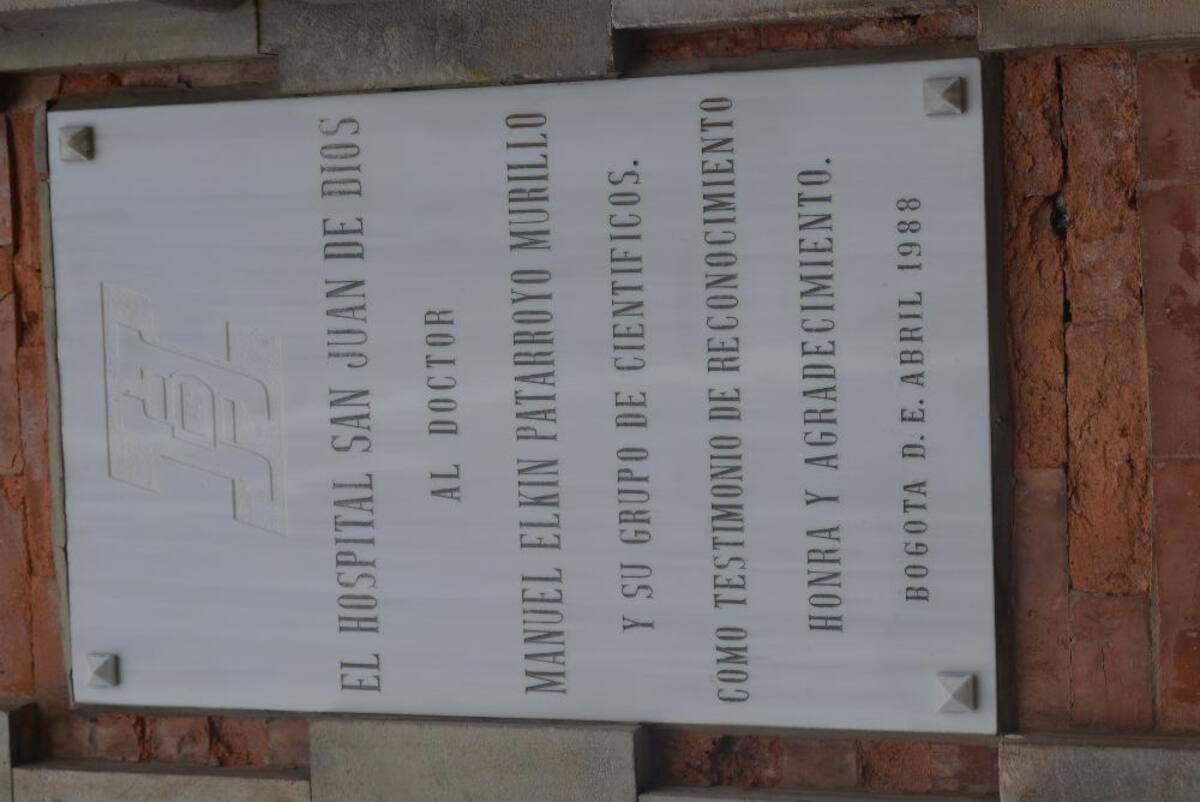 EL HOSPITAL SAN JUAN DE DIOS
AL DOCTOR
MANUEL ELKIN PATARROYO MURILLO
Y SU GRUPO DE CIENTIFICOS.
COMO TESTIMONIO DE RECONOCIMIENTO
HONRA Y AGRADECIMIENTO.
BOGOTA D. E. ABRIL 1988